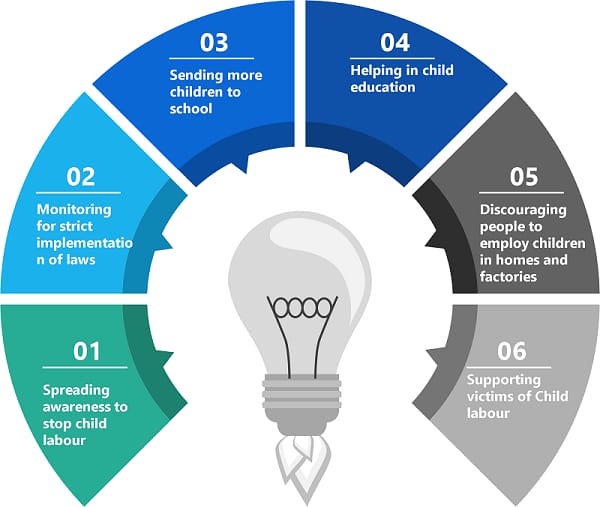 01
Spreading
awareness to
stop child
labour
02
Monitoring
for strict
implementatio
n of laws
03
Sending more
children to
school
04
Helping in child
education
05
Discouraging
people to
employ children
in homes and
factories
06
Supporting
victims of Child
labour